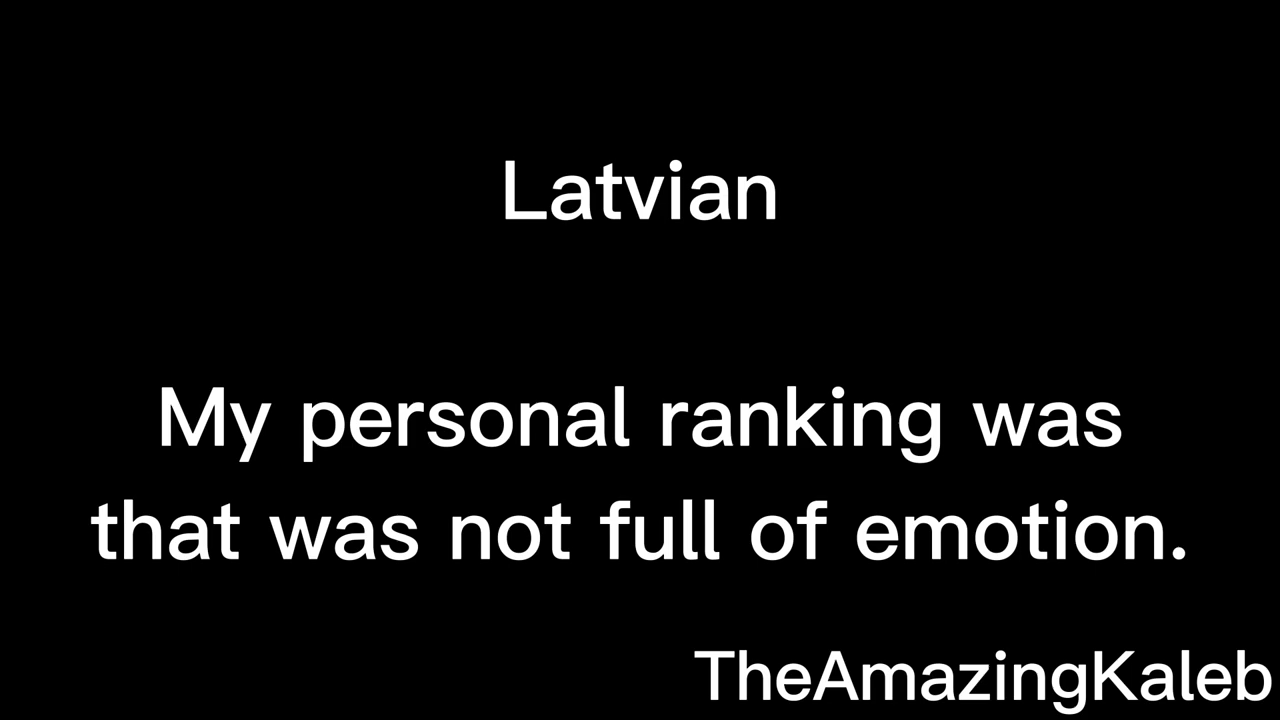 Latvian
My personal ranking was
that was not full of emotion.
TheAmazingKaleb